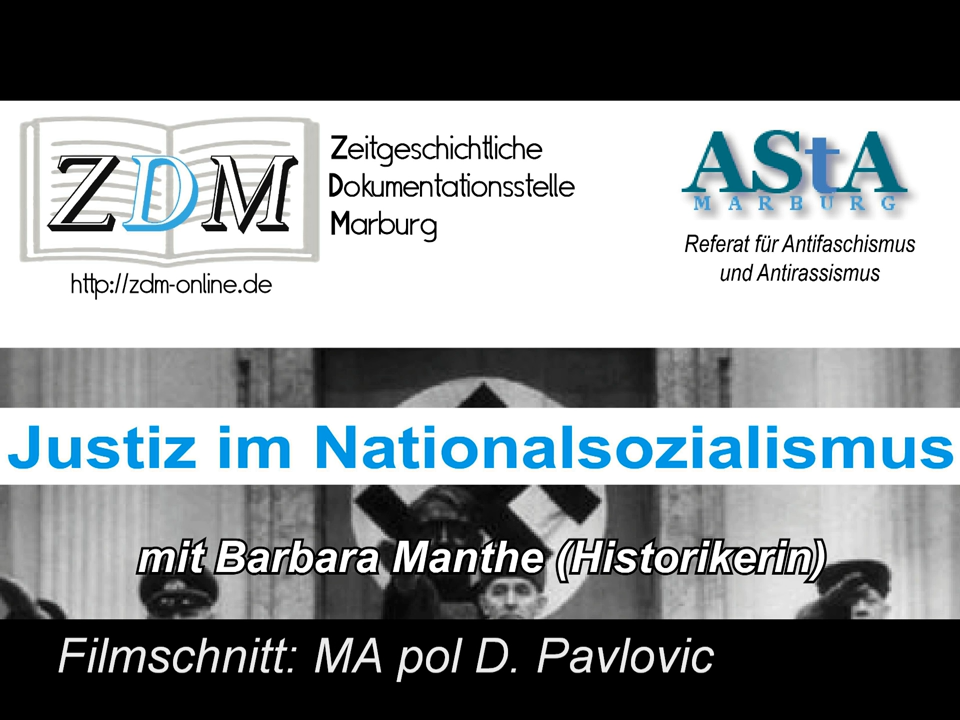 ZDM
http://zdm-online.de
Zeitgeschichtliche
Dokumentationsstelle
Marburg
AStA
MARBURG
Referat für Antifaschismus
und Antirassismus
Justiz im Nationalsozialismus
mit Barbara Manthe (Historikerin)
Filmschnitt: MA pol D. Pavlovic